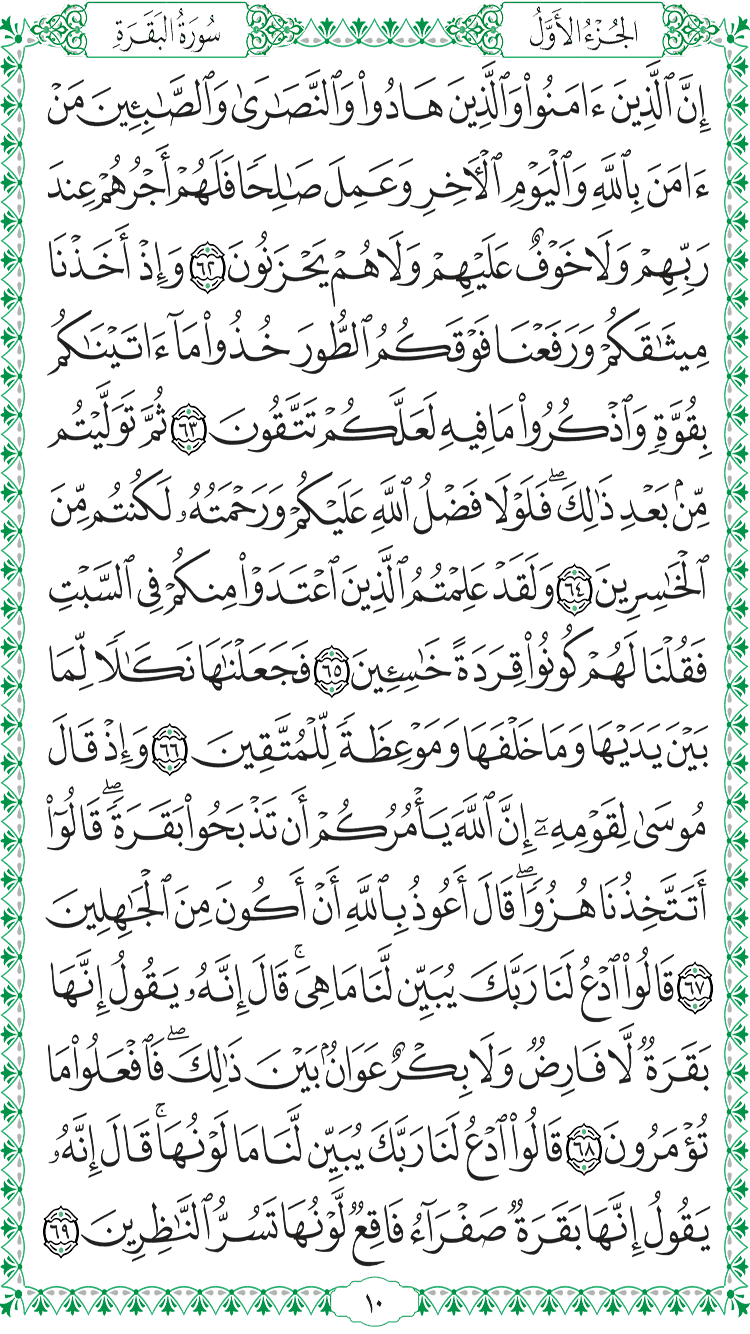 الجُزْءُ الأَوَّلُ
سُورَةُ البَقَرَةِ
إِنَّ ٱلَّذِينَ ءَامَنُوا۟ وَٱلَّذِينَ هَادُوا۟ وَٱلنَّصَٰرَىٰ وَٱلصَّٰبِـِٔينَ مَنْ
ءَامَنَ بِٱللَّهِ وَٱلْيَوْمِ ٱلْءَاخِرِ وَعَمِلَ صَٰلِحًا فَلَهُمْ أَجْرُهُمْ عِندَ
رَبِّهِمْ وَلَا خَوْفٌ عَلَيْهِمْ وَلَا هُمْ يَحْزَنُونَ ٦٢ وَإِذْ أَخَذْنَا
مِيثَٰقَكُمْ وَرَفَعْنَا فَوْقَكُمُ ٱلطُّورَ خُذُوا۟ مَآ ءَاتَيْنَٰكُم
بِقُوَّةٍ وَٱذْكُرُوا۟ مَا فِيهِ لَعَلَّكُمْ تَتَّقُونَ ٦٣ ثُمَّ تَوَلَّيْتُم
مِّنۢ بَعْدِ ذَٰلِكَ ۖ فَلَوْلَا فَضْلُ ٱللَّهِ عَلَيْكُمْ وَرَحْمَتُهُۥ لَكُنتُم مِّنَ
ٱلْخَٰسِرِينَ ٦٤ وَلَقَدْ عَلِمْتُمُ ٱلَّذِينَ ٱعْتَدَوْا۟ مِنكُمْ فِى ٱلسَّبْتِ
فَقُلْنَا لَهُمْ كُونُوا۟ قِرَدَةً خَٰسِـِٔينَ ٦٥ فَجَعَلْنَٰهَا نَكَٰلًا لِّمَا
بَيْنَ يَدَيْهَا وَمَا خَلْفَهَا وَمَوْعِظَةً لِّلْمُتَّقِينَ ٦٦ وَإِذْ قَالَ
مُوسَىٰ لِقَوْمِهِۦٓ إِنَّ ٱللَّهَ يَأْمُرُكُمْ أَن تَذْبَحُوا۟ بَقَرَةً ۖ قَالُوٓا۟
أَتَتَّخِذُنَا هُزُوًا ۖ قَالَ أَعُوذُ بِٱللَّهِ أَنْ أَكُونَ مِنَ ٱلْجَٰهِلِينَ
٦٧ قَالُوا۟ ٱدْعُ لَنَا رَبَّكَ يُبَيِّن لَّنَا مَا هِىَ ۚ قَالَ إِنَّهُۥ يَقُولُ إِنَّهَا
بَقَرَةٌ لَّا فَارِضٌ وَلَا بِكْرٌ عَوَانٌۢ بَيْنَ ذَٰلِكَ ۖ فَٱفْعَلُوا۟ مَا
تُؤْمَرُونَ ٦٨ قَالُوا۟ ٱدْعُ لَنَا رَبَّكَ يُبَيِّن لَّنَا مَا لَوْنُهَا ۚ قَالَ إِنَّهُۥ
يَقُولُ إِنَّهَا بَقَرَةٌ صَفْرَآءُ فَاقِعٌ لَّوْنُهَا تَسُرُّ ٱلنَّٰظِرِينَ ٦٩
١٠